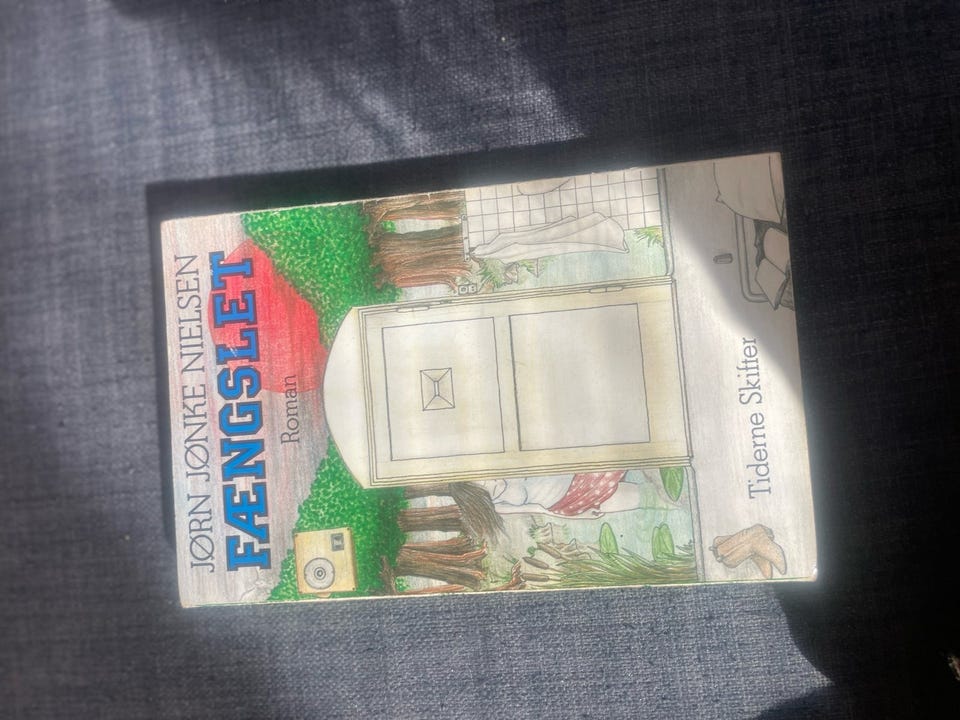 JØRN JØNKE NIELSEN
FÆNGSLET
Roman
Tiderne Skifter